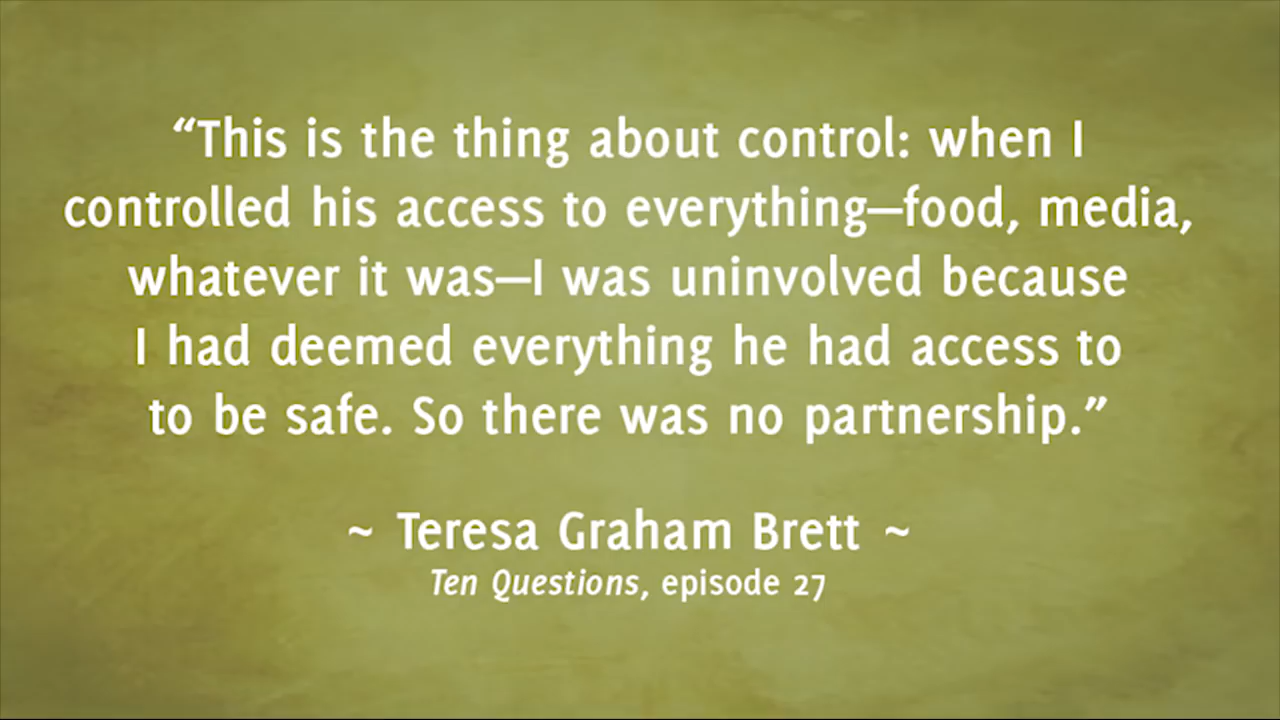 “This is the thing about control: when I
controlled his access to everything—food, media,
whatever it was—I was uninvolved because
I had deemed everything he had access to
to be safe. So there was no partnership.”
~ Teresa Graham Brett ~
Ten Questions, episode 27